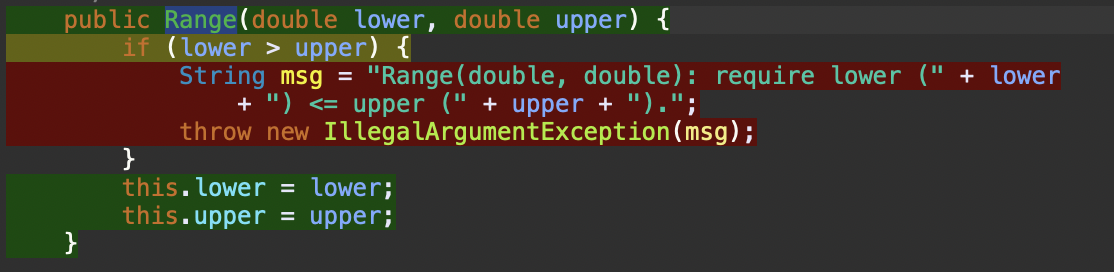 public Range(double lower, double upper) {
if (lower > upper) {
String msg = "Range(double, double): require lower (" + lower
+ ") <= upper (" + upper + ").";
throw new IllegalArgumentException(msg);
}
this.lower = lower;
this.upper = upper;
}